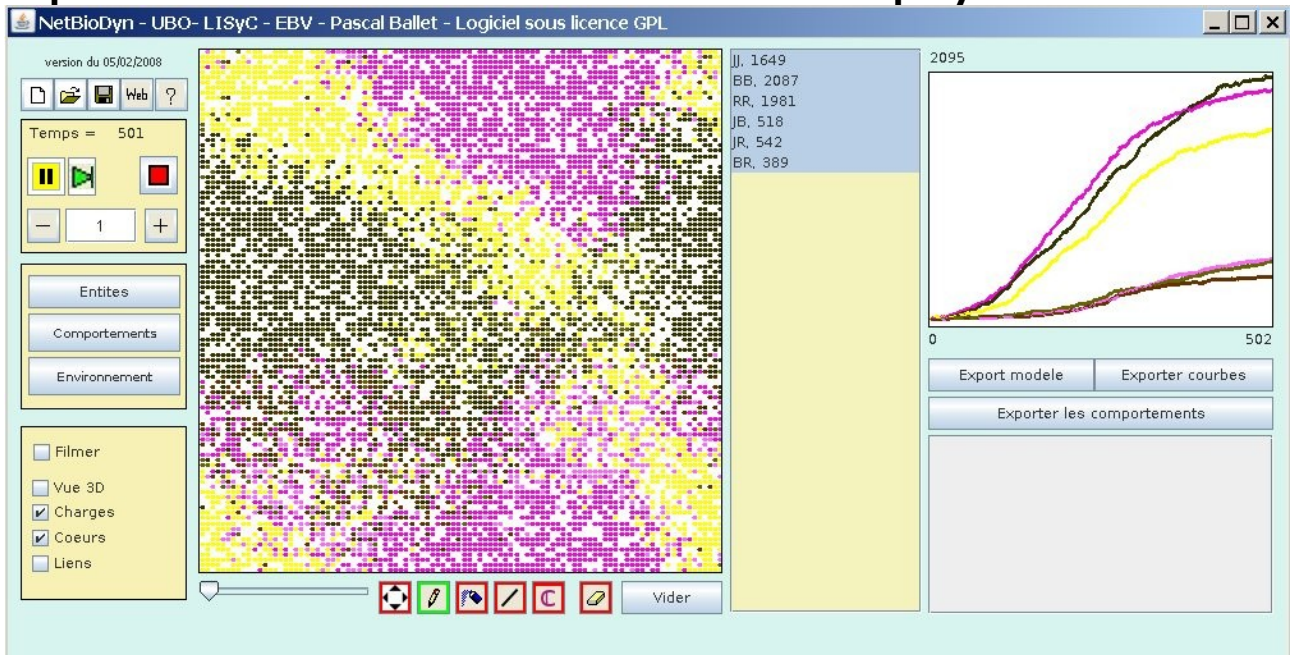 NetBioDyn - UBO- LISyC - EBV - Pascal Ballet - Logiciel sous licence GPL
version du 05/02/2008
Web ?
Temps = 501
1
Entites
Comportements
Environnement
Filmer
Vue 3D
Charges
Coeurs
Liens
Vider
JJ, 1649
BB, 2087
RR, 1981
JB, 518
JR, 542
BR, 389
2095
0 502
Export modele Exporter courbes
Exporter les comportements